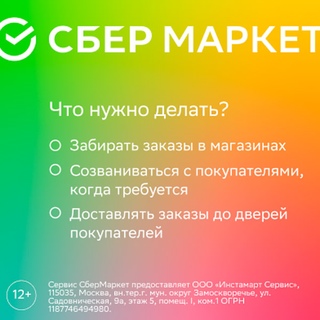 СБЕР МАРКЕТ
Что нужно делать?
Забирать заказы в магазинах
Созваниваться с покупателями,
когда требуется
Доставлять заказы до дверей
покупателей
12+
Сервис СберМаркет предоставляет ООО «Инстамарт Сервис»,
115035, Москва, вн.тер.г. мун. округ Замоскворечье, ул.
Садовническая, 9а, этаж 5, помещ. I, ком.1 ОГРН
1187746494980.